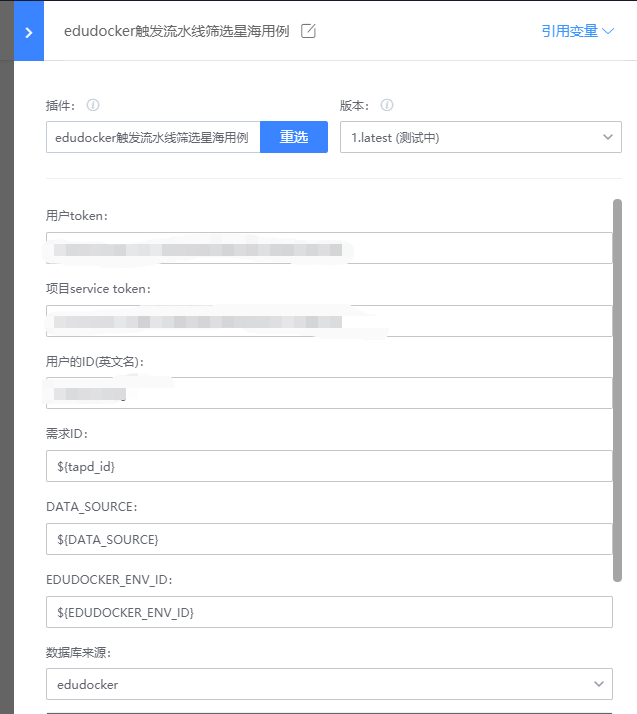 edudocker触发流水线筛选星海用例
引用变量
插件： 版本：
edudocker触发流水线筛选星海用例 重选 1.latest (测试中)
用户token：
项目service token：
用户的ID(英文名)：
需求ID：
${tapd_id}
DATA_SOURCE：
${DATA_SOURCE}
EDUDOCKER_ENV_ID：
${EDUDOCKER_ENV_ID}
数据库来源：
edudocker